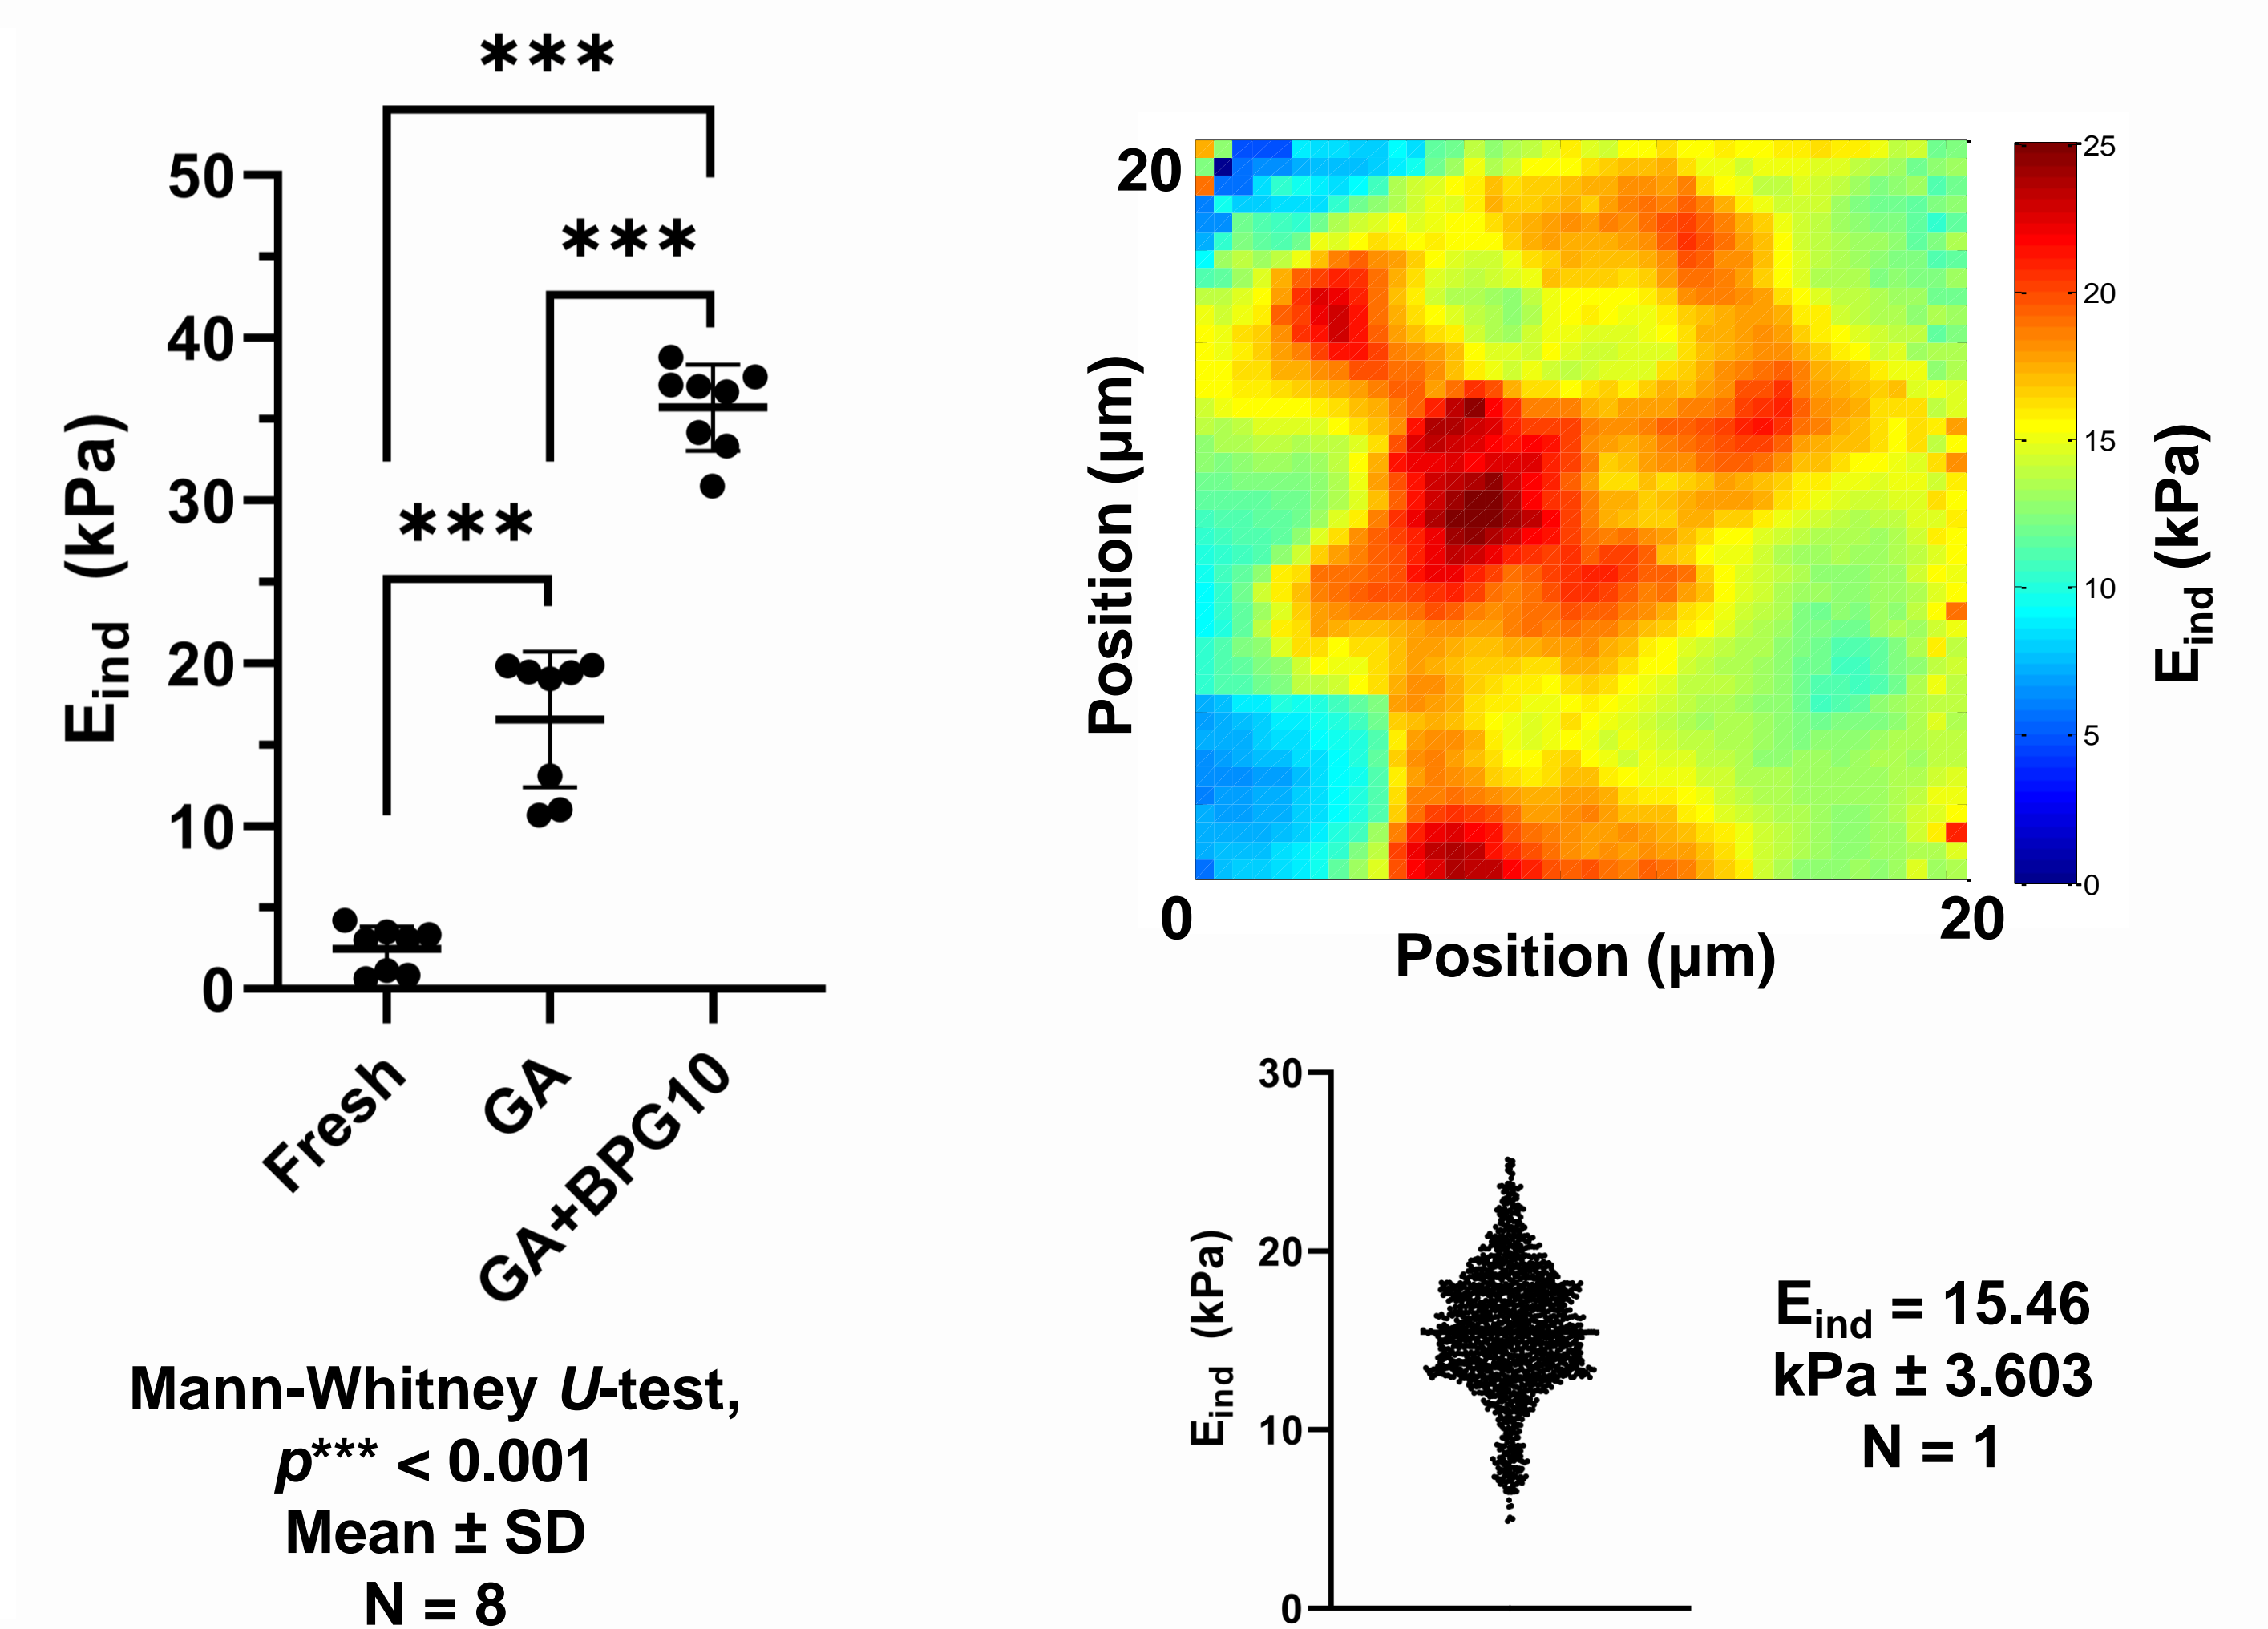 ***
***
***
50
40
30
20
10
0
Eind (kPa)
Fresh
GA
GA+BPG10
Mann-Whitney U-test,
p*** < 0.001
Mean ± SD
N = 8
20
0
20
Position (µm)
Position (µm)
25
20
15
10
5
0
Eind (kPa)
30
20
10
0
Eind (kPa)
Eind = 15.46
kPa ± 3.603
N = 1